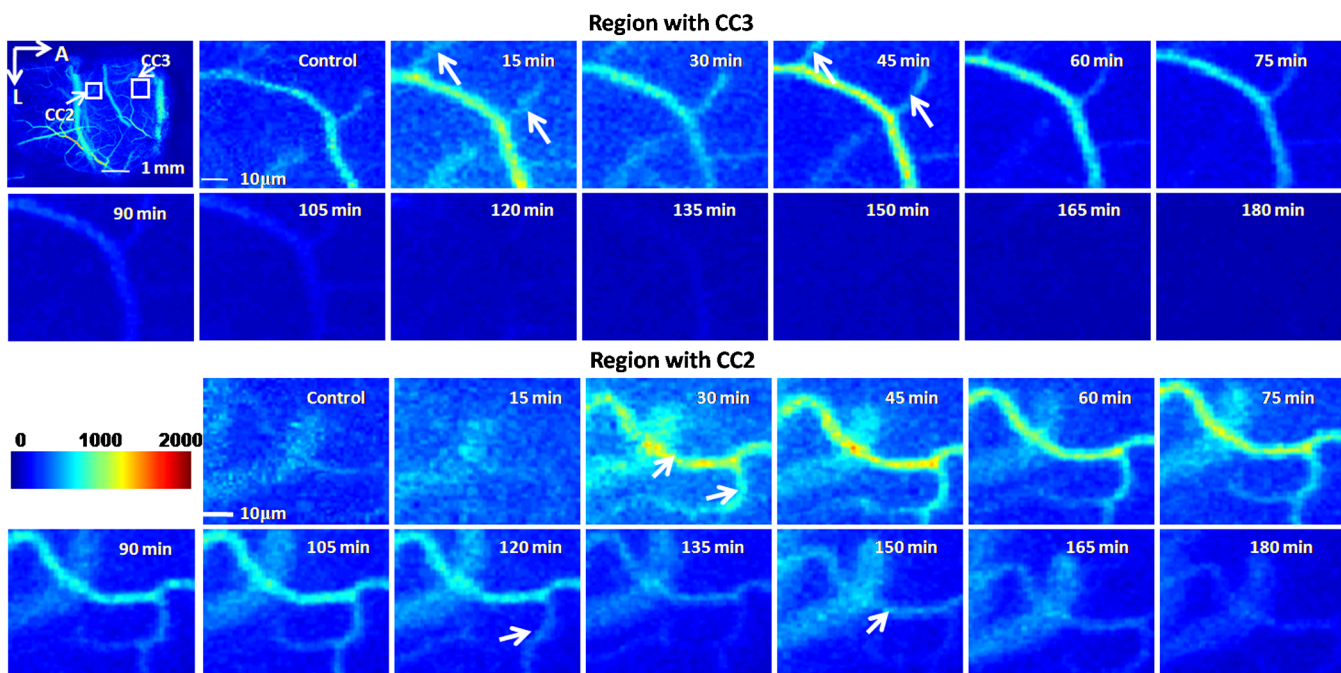 Region with CC3
A
L
CC3
CC2
1 mm
Control
10μm
15 min
30 min
45 min
60 min
75 min
90 min
105 min
120 min
135 min
150 min
165 min
180 min
Region with CC2
0 1000 2000
Control
10μm
15 min
30 min
45 min
60 min
75 min
90 min
105 min
120 min
135 min
150 min
165 min
180 min